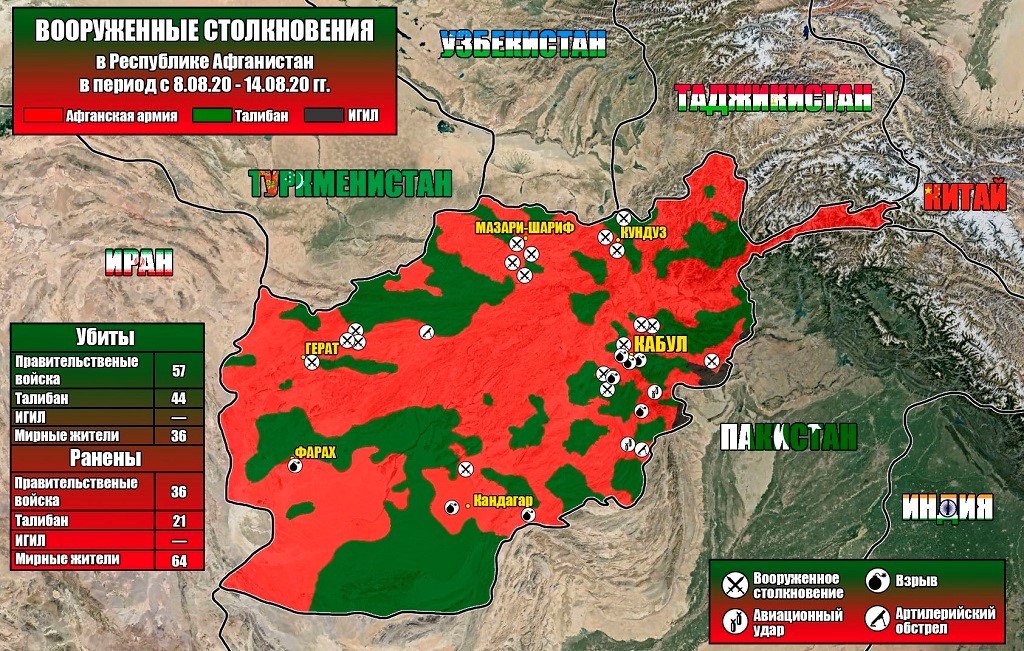 ВООРУЖЕННЫЕ СТОЛКНОВЕНИЯ
в Республике Афганистан
в период с 8.08.20 - 14.08.20 гг.
Афганская армия
Талибан
ИГИЛ
УЗБЕКИСТАН
ТАДЖИКИСТАН
ТУРКМЕНИСТАН
КИТАЙ
ИРАН
МАЗАРИ-ШАРИФ
КУНДУЗ
ГЕРАТ
КАБУЛ
ФАРАХ
Кандагар
ПАКИСТАН
ИНДИЯ
Убиты
Правительственые
войска
57
Талибан
44
ИГИЛ
—
Мирные жители
36
Ранены
Правительственые
войска
36
Талибан
21
ИГИЛ
—
Мирные жители
64
Вооруженное
столкновение
Взрыв
Авиационный
удар
Артилерийский
обстрел